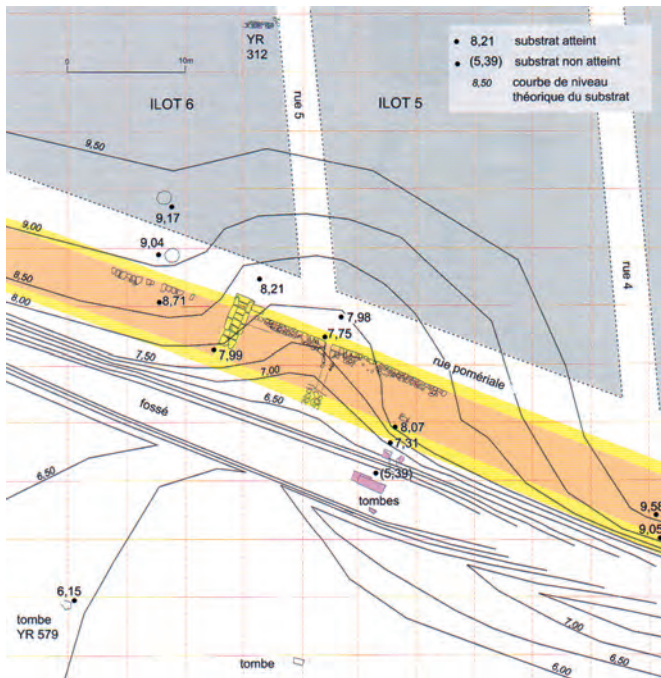 YR
312
0
10m
ILOT 6
rue 5
ILOT 5
8,21 substrat atteint
(5,39) substrat non atteint
8,50 courbe de niveau
théorique du substrat
9,50
9,17
9,00
9,04
8,50
8,71
8,21
rue 4
8,00
7,98
7,75
7,99
7,50
7,00
rue pomériale
fossé
6,50
8,07
7,31
6,50
(5,39)
tombes
9,58
9,05
6,15
tombe
YR 579
7,00
6,50
tombe
6,00